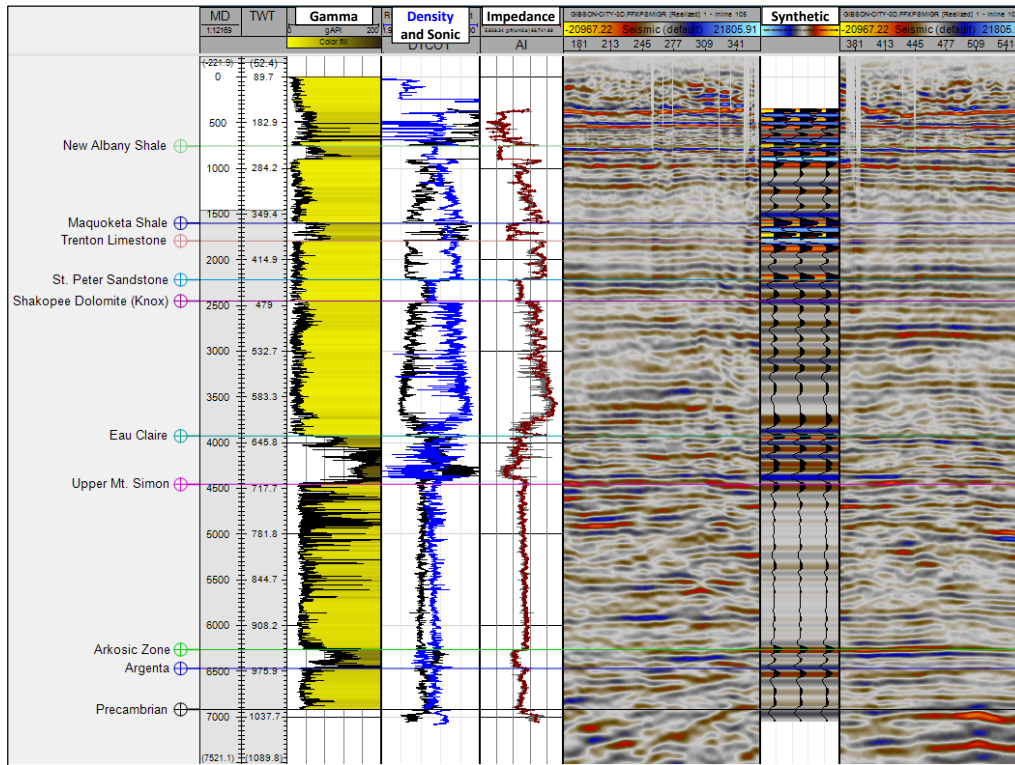 MD
TWT
Gamma
Density
and Sonic
Impedance
Synthetic
1:12169
0 gAPI 200
Color fill
AI
GIBSON-CITY-3D.FFXPSMIGR [Realized] 1 - Inline 105
-20967.22 Seismic (default) 21805.91
181 213 245 277 309 341
-20967.22 Seismic (default) 21805.
381 413 445 477 509 541
(-221.9) (52.4)
0 89.7
500 182.9
New Albany Shale
1000 284.2
1500 349.4
Maquoketa Shale
Trenton Limestone
2000 414.9
St. Peter Sandstone
Shakopee Dolomite (Knox)
2500 479
3000 532.7
3500 583.3
Eau Claire
4000 645.8
Upper Mt. Simon
4500 717.7
5000 781.8
5500 844.7
6000 908.2
Arkosic Zone
Argenta
6500 975.9
Precambrian
7000 1037.7
(7521.1) (1089.8)